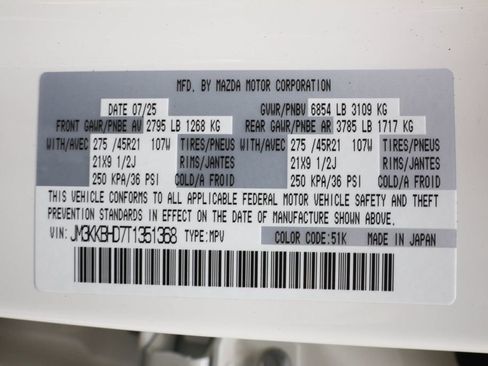 MFD. BY MAZDA MOTOR CORPORATION
DATE 07/25 GVWR/PNBV 6854 LB 3109 KG
FRONT GAWR/PNBE AV 2795 LB 1268 KG REAR GAWR/PNBE AR 3785 LB 1717 KG
WITH/AVEC 275 /45R21 107W TIRES/PNEUS WITH/AVEC 275 /45R21 107W TIRES/PNEUS
21X9 1/2J RIMS/JANTES 21X9 1/2J RIMS/JANTES
250 KPA/36 PSI COLD/A FROID 250 KPA/36 PSI COLD/A FROID
THIS VEHICLE CONFORMS TO ALL APPLICABLE FEDERAL MOTOR VEHICLE SAFETY AND THEFT
PREVENTION STANDARDS IN EFFECT ON THE DATE OF MANUFACTURE SHOWN ABOVE.
VIN: JM3KKBHD7T1351368 TYPE:MPV COLOR CODE:51K MADE IN JAPAN